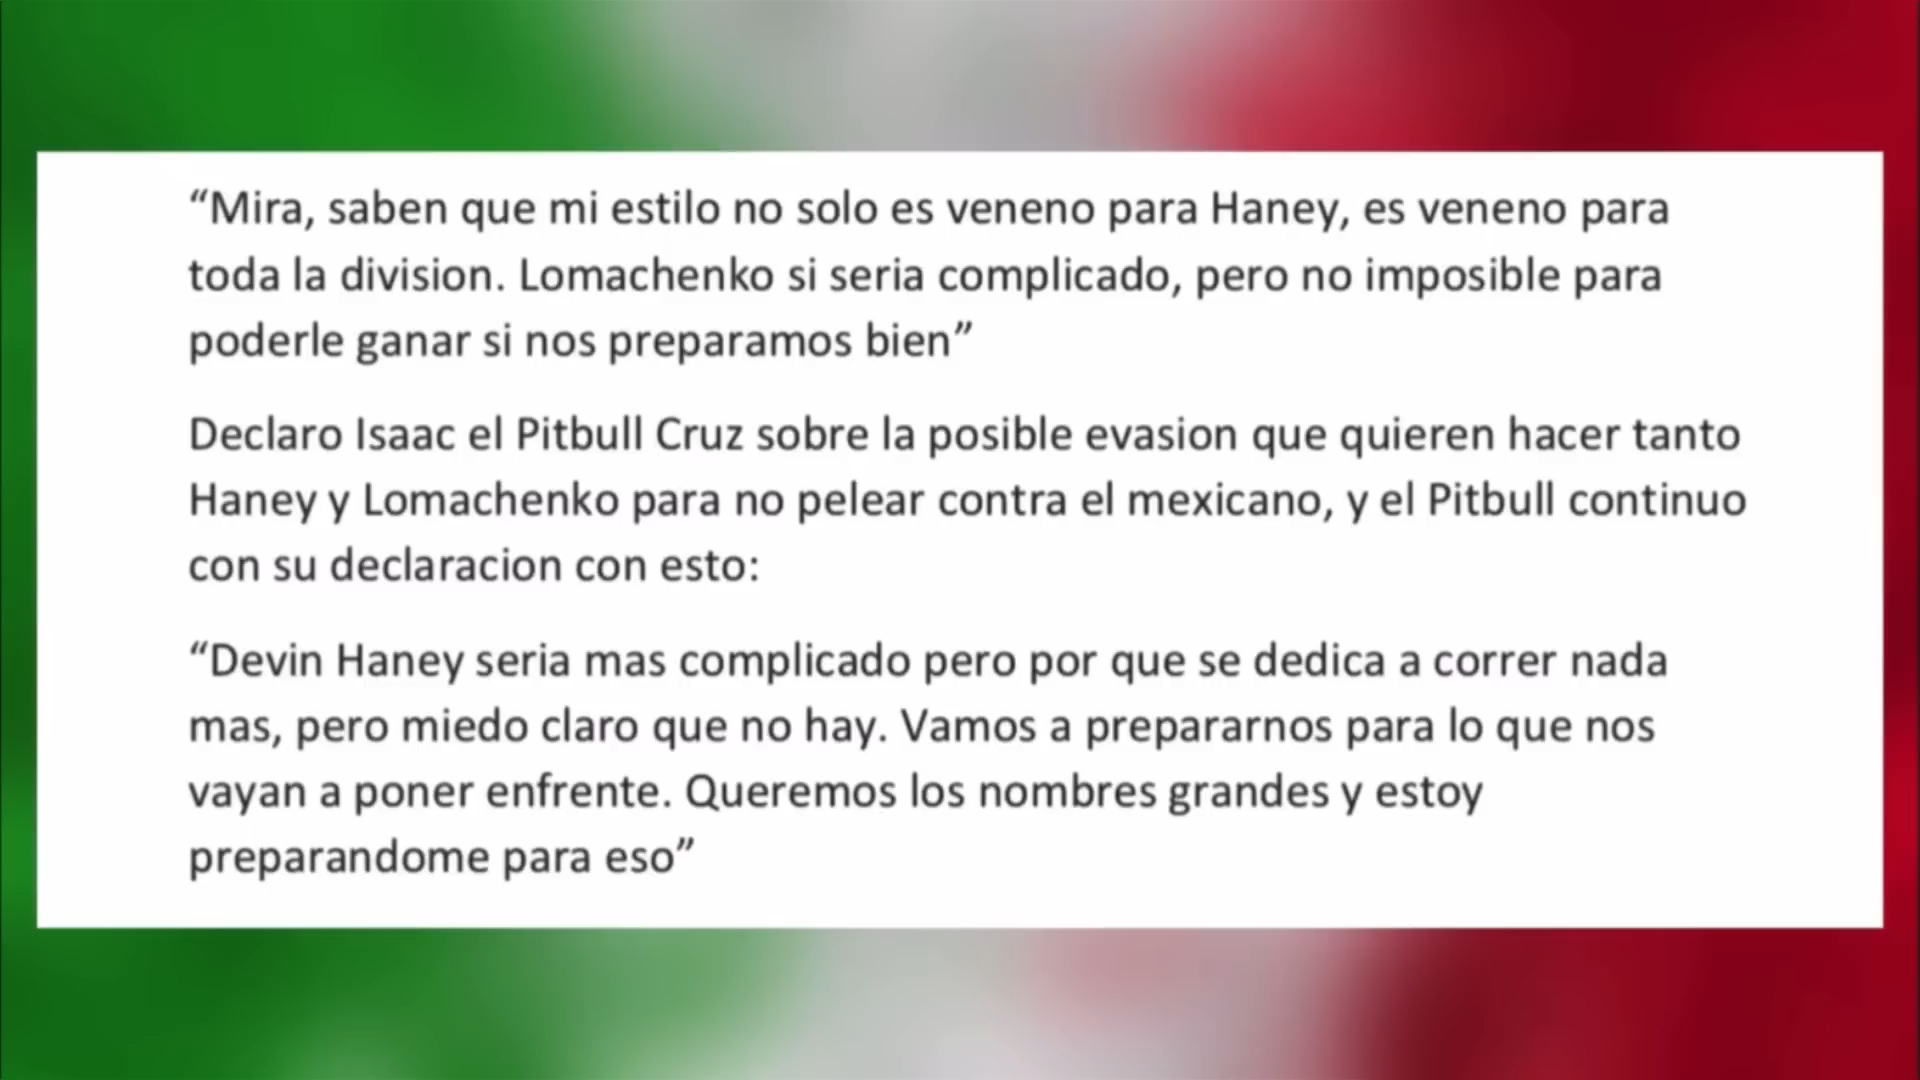 “Mira, saben que mi estilo no solo es veneno para Haney, es veneno para
toda la division. Lomachenko si seria complicado, pero no imposible para
poderle ganar si nos preparamos bien”
Declaro Isaac el Pitbull Cruz sobre la posible evasion que quieren hacer tanto
Haney y Lomachenko para no pelear contra el mexicano, y el Pitbull continuo
con su declaracion con esto:
“Devin Haney seria mas complicado pero por que se dedica a correr nada
mas, pero miedo claro que no hay. Vamos a prepararnos para lo que nos
vayan a poner enfrente. Queremos los nombres grandes y estoy
preparandome para eso”